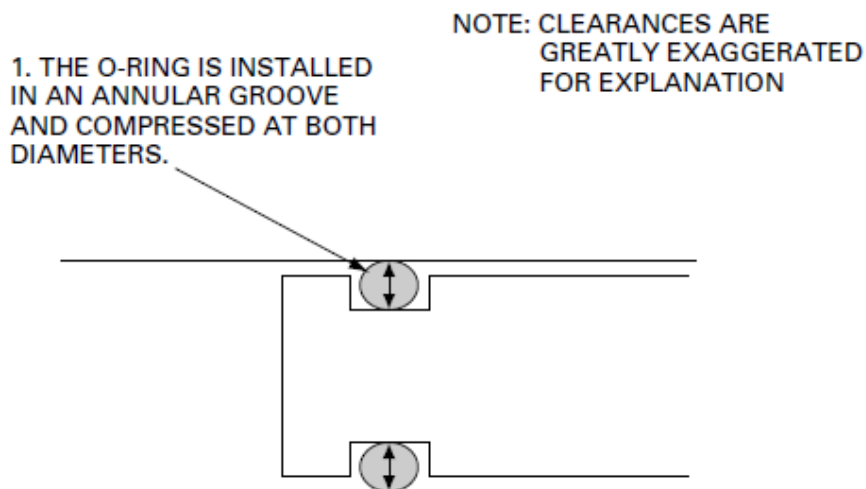 NOTE: CLEARANCES ARE
GREATLY EXAGGERATED
FOR EXPLANATION
1. THE O-RING IS INSTALLED
IN AN ANNULAR GROOVE
AND COMPRESSED AT BOTH
DIAMETERS.